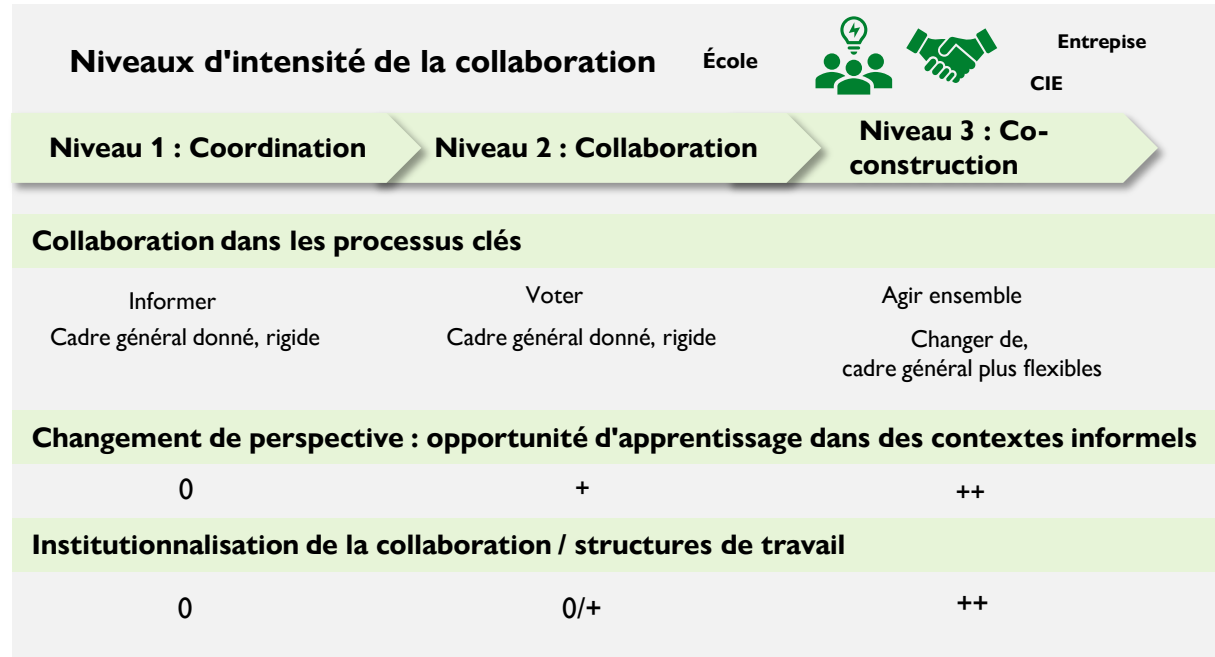 Niveaux d'intensité de la collaboration
École
Entrepise
CIE
Niveau 1 : Coordination
Niveau 2 : Collaboration
Niveau 3 : Co-
construction
Collaboration dans les processus clés
Informer
Voter
Agir ensemble
Cadre général donné, rigide
Cadre général donné, rigide
Changer de,
cadre général plus flexibles
Changement de perspective : opportunité d'apprentissage dans des contextes informels
0
+
++
Institutionnalisation de la collaboration / structures de travail
0
0/+
++